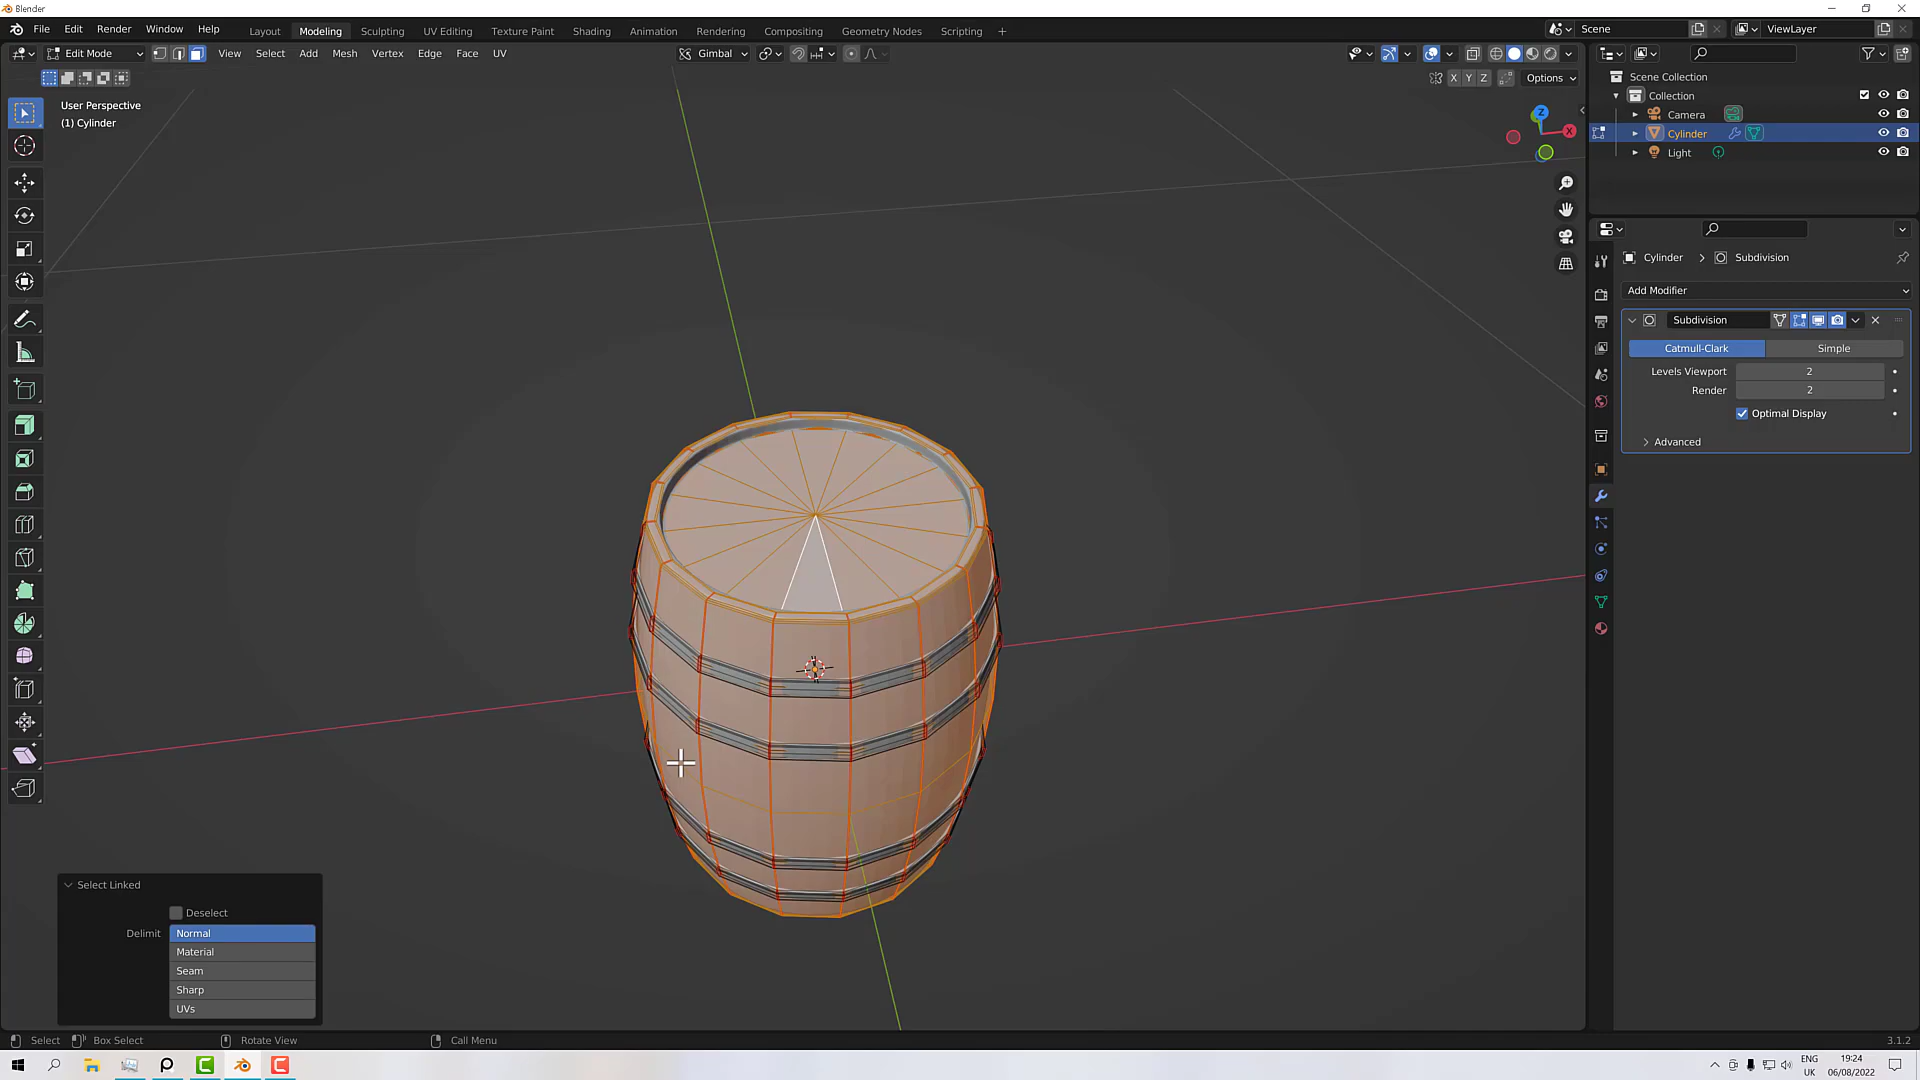 Blender
File Edit Render Window Help
Layout Modeling Sculpting UV Editing Texture Paint Shading Animation Rendering Compositing Geometry Nodes Scripting +
Scene
ViewLayer
Edit Mode
View Select Add Mesh Vertex Edge Face UV
Gimbal
X Y Z
Options
User Perspective
(1) Cylinder
Z
X
Scene Collection
Collection
Camera
Cylinder
Light
Cylinder > Subdivision
Add Modifier
Subdivision
Catmull-Clark Simple
Levels Viewport 2
Render 2
Optimal Display
Advanced
Select Linked
Deselect
Delimit Normal
Material
Seam
Sharp
UVs
Select Box Select Rotate View Call Menu
3.1.2
ENG
UK
19:24
06/08/2022